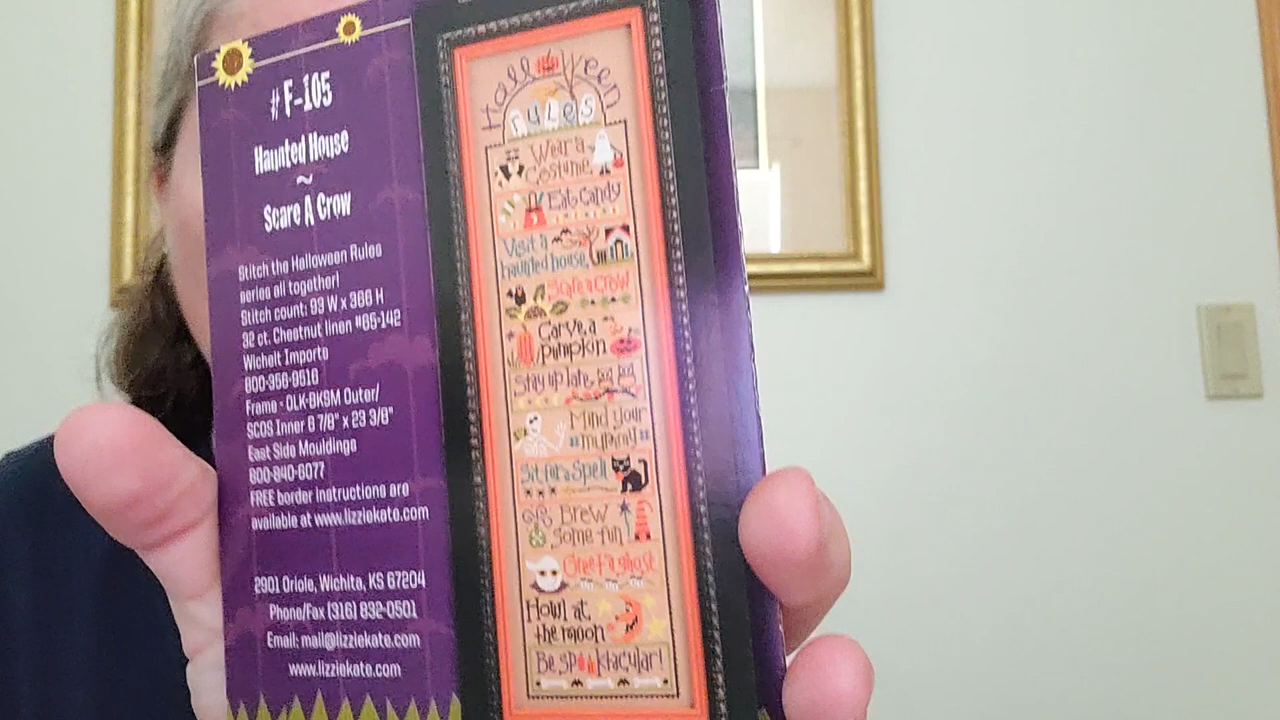 # F-105
Haunted House
~
Scare A Crow
Stitch the Halloween Rules
series all together!
Stitch count: 93 W x 366 H
32 ct. Chestnut linen #65-142
Wichelt Imports
800-356-9516
Frame - OLK-BKSM Outer/
SCOS Inner 8 7/8" x 23 3/8"
East Side Mouldings
800-840-6077
FREE border instructions are
available at www.lizziekate.com
2901 Oriole, Wichita, KS 67204
Phone/Fax (316) 832-0501
Email: mail@lizziekate.com
www.lizziekate.com
Halloween
rules
Wear a
Costume
Eat candy
Visit a
haunted house
Scare a crow
Carve a
pumpkin
Stay up late
Mind your
mummy
Sit for a Spell
Brew
some fun
Greet a ghost
Howl at
the moon
Be spooktacular!